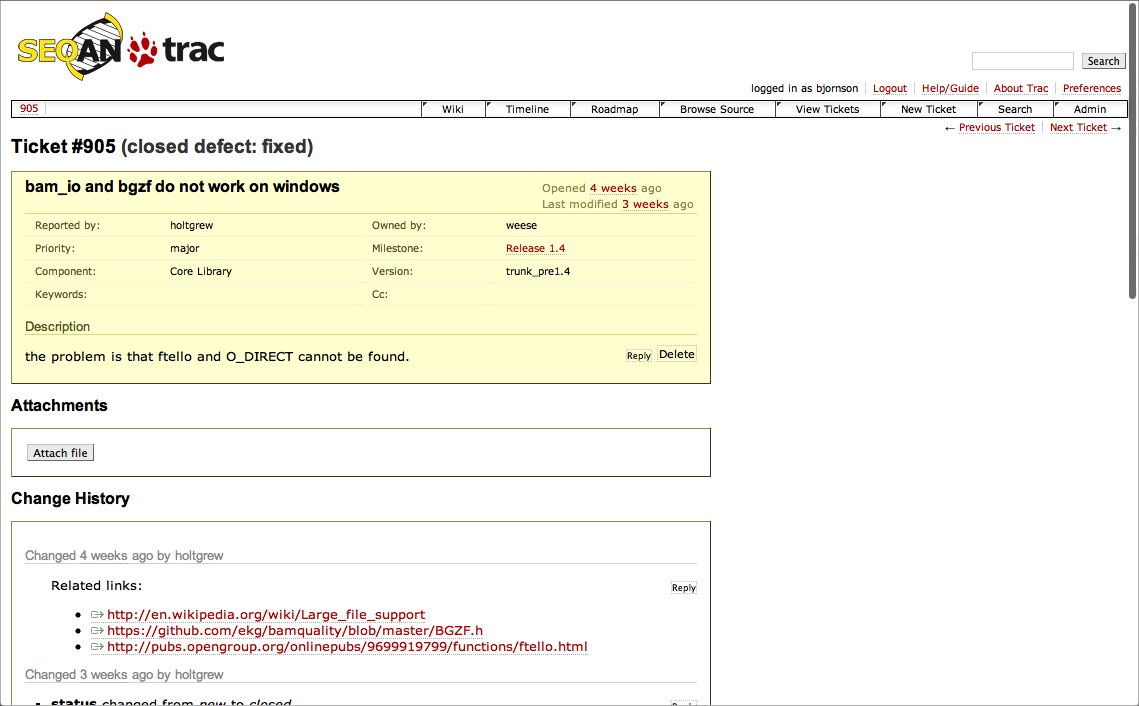 SEQAN trac
Search
logged in as bjornson Logout Help/Guide About Trac Preferences
905 Wiki Timeline Roadmap Browse Source View Tickets New Ticket Search Admin
← Previous Ticket Next Ticket →
Ticket #905 (closed defect: fixed)
bam_io and bgzf do not work on windows
Opened 4 weeks ago
Last modified 3 weeks ago
Reported by: holtgrew Owned by: weese
Priority: major Milestone: Release 1.4
Component: Core Library Version: trunk_pre1.4
Keywords: Cc:
Description
the problem is that ftello and O_DIRECT cannot be found. Reply Delete
Attachments
Attach file
Change History
Changed 4 weeks ago by holtgrew
Related links: Reply
http://en.wikipedia.org/wiki/Large_file_support
https://github.com/ekg/bamquality/blob/master/BGZF.h
http://pubs.opengroup.org/onlinepubs/9699919799/functions/ftello.html
Changed 3 weeks ago by holtgrew
status changed from new to closed Reply